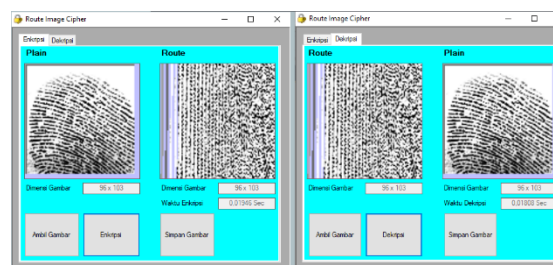 Route Image Cipher
Enkripsi Dekripsi
Plain Route
Dimensi Gambar 96 x 103 Dimensi Gambar 96 x 103
Waktu Enkripsi 0,01946 Sec
Ambil Gambar Enkripsi Simpan Gambar
Route Image Cipher
Enkripsi Dekripsi
Route Plain
Dimensi Gambar 96 x 103 Dimensi Gambar 96 x 103
Waktu Dekripsi 0,01808 Sec
Ambil Gambar Dekripsi Simpan Gambar